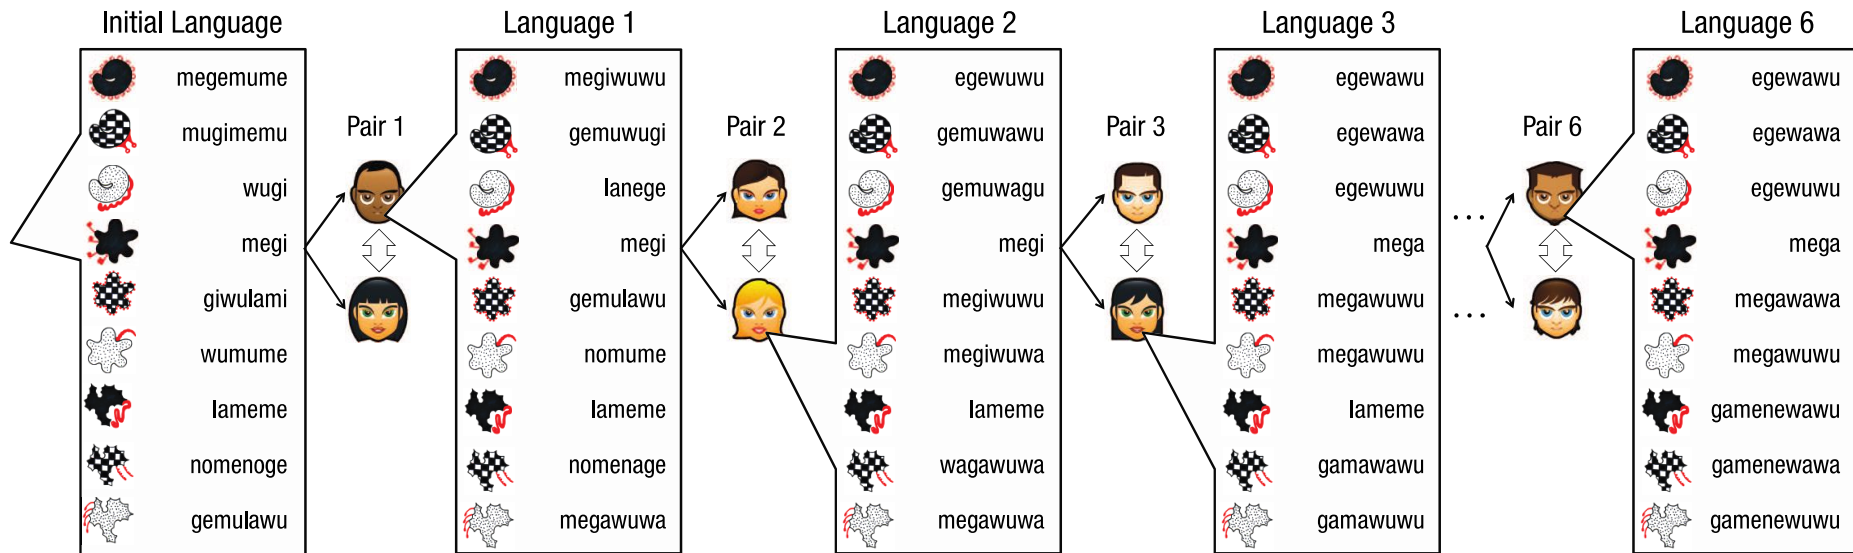 Initial Language
megemume
mugimemu
wugi
megi
giwulami
wumume
lameme
nomenoge
gemulawu
Pair 1
Language 1
megiwuwu
gemuwugi
lanege
megi
gemulawu
nomume
lameme
nomenage
megawuwa
Pair 2
Language 2
egewuwu
gemuwawu
gemuwagu
megi
megiwuwu
megiwuwa
lameme
wagawuwa
megawuwa
Pair 3
Language 3
egewawu
egewawa
egewuwu
mega
megawuwu
megawuwu
lameme
gamawawu
gamawuwu
...
...
Pair 6
Language 6
egewawu
egewawa
egewuwu
mega
megawawa
megawuwu
gamenewawu
gamenewawa
gamenewuwu